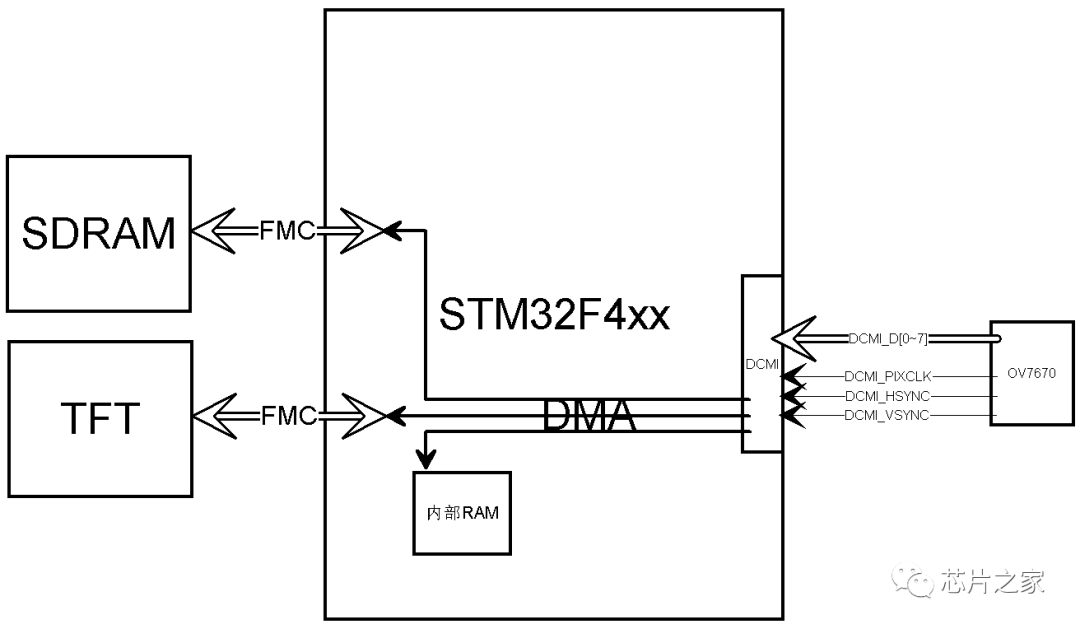 SDRAM
FMC
STM32F4xx
TFT
FMC
DMA
内部RAM
DCMI
DCMI_D[0~7]
DCMI_PIXCLK
DCMI_HSYNC
DCMI_VSYNC
OV7670
芯片之家